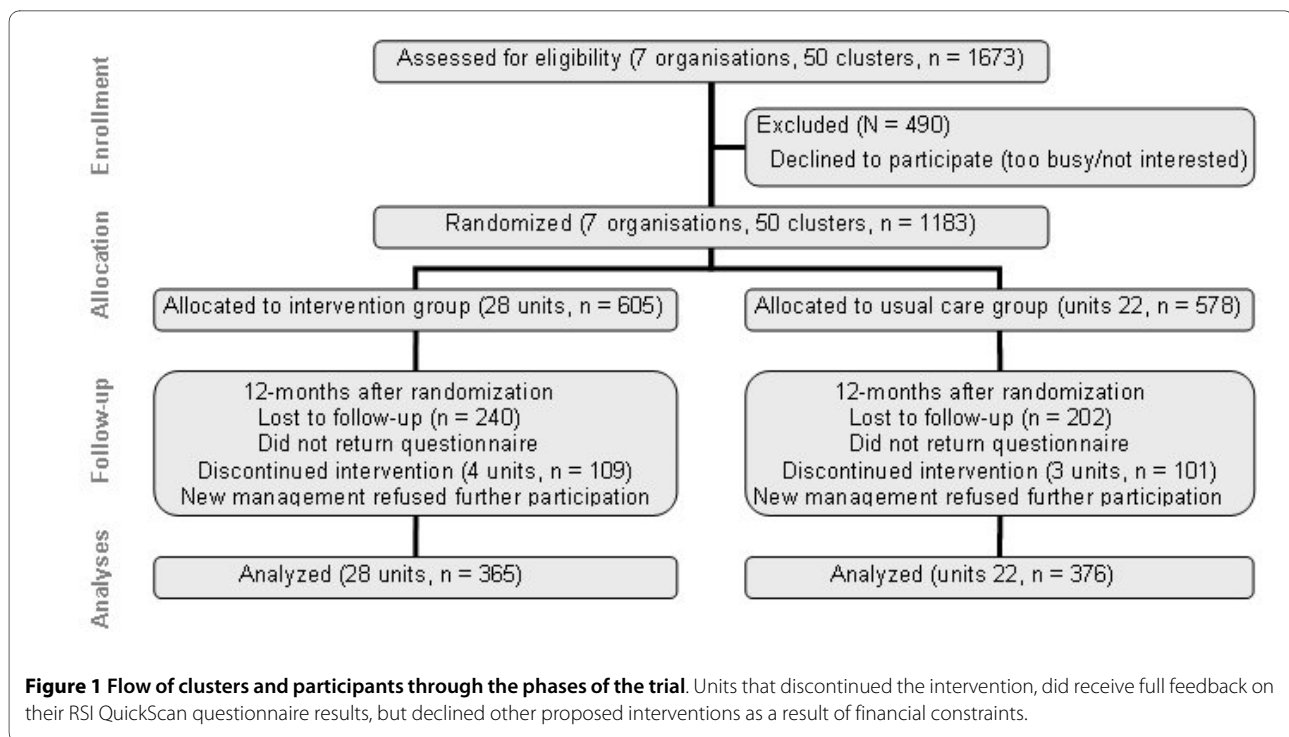 Enrollment
Assessed for eligibility (7 organisations, 50 clusters, n = 1673)
Excluded (N = 490)
Declined to participate (too busy/not interested)
Allocation
Randomized (7 organisations, 50 clusters, n = 1183)
Allocated to intervention group (28 units, n = 605)
Allocated to usual care group (units 22, n = 578)
Follow-up
12-months after randomization
Lost to follow-up (n = 240)
Did not return questionnaire
Discontinued intervention (4 units, n = 109)
New management refused further participation
12-months after randomization
Lost to follow-up (n = 202)
Did not return questionnaire
Discontinued intervention (3 units, n = 101)
New management refused further participation
Analyses
Analyzed (28 units, n = 365)
Analyzed (units 22, n = 376)
Figure 1 Flow of clusters and participants through the phases of the trial. Units that discontinued the intervention, did receive full feedback on
their RSI QuickScan questionnaire results, but declined other proposed interventions as a result of financial constraints.